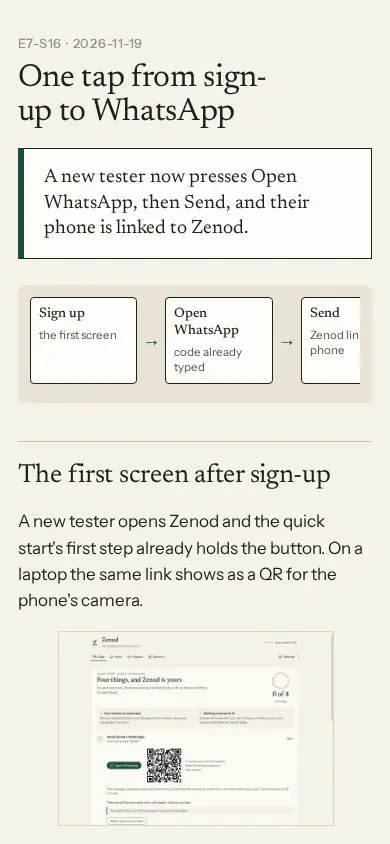 E7-S16 · 2026-11-19
One tap from sign-
up to WhatsApp
A new tester now presses Open
WhatsApp, then Send, and their
phone is linked to Zenod.
Sign up
the first screen
→
Open
WhatsApp
code already
typed
→
Send
Zenod lin
phone
The first screen after sign-up
A new tester opens Zenod and the quick
start's first step already holds the button. On a
laptop the same link shows as a QR for the
phone's camera.
Z Zenod
Four things, and Zenod is yours
0 of 4
Open WhatsApp